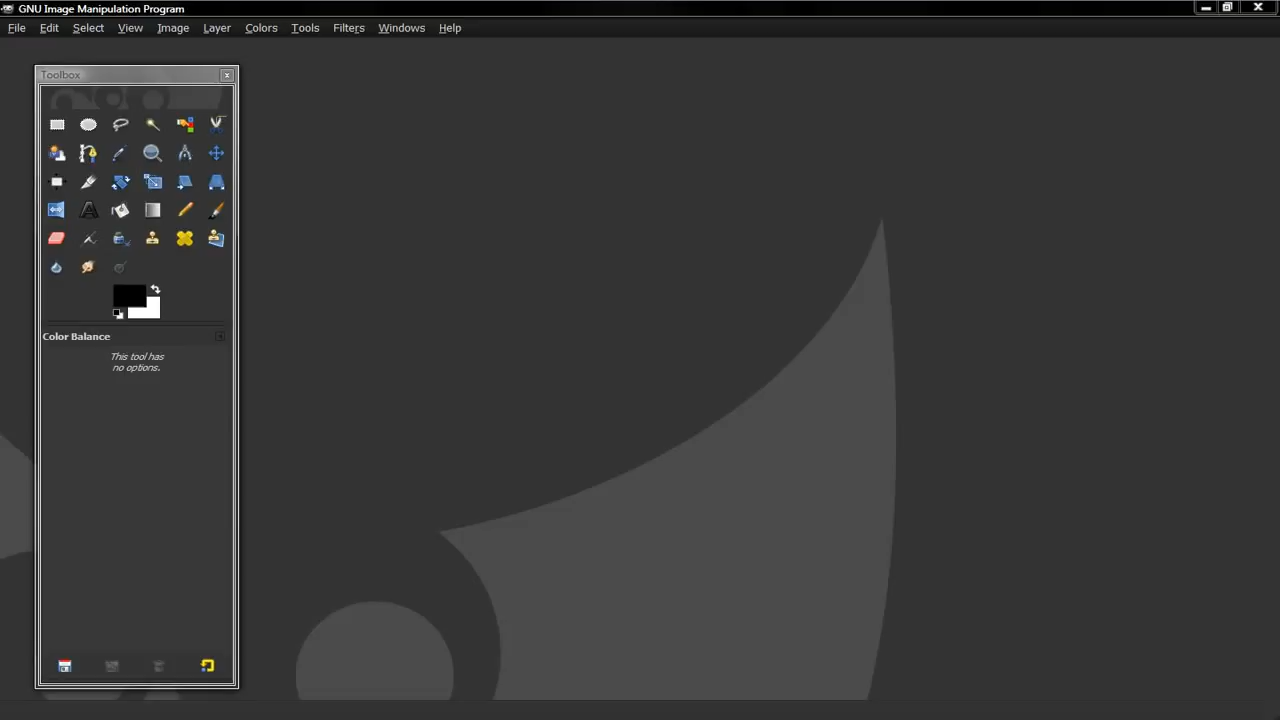 GNU Image Manipulation Program
File Edit Select View Image Layer Colors Tools Filters Windows Help
Toolbox
Color Balance
This tool has
no options.